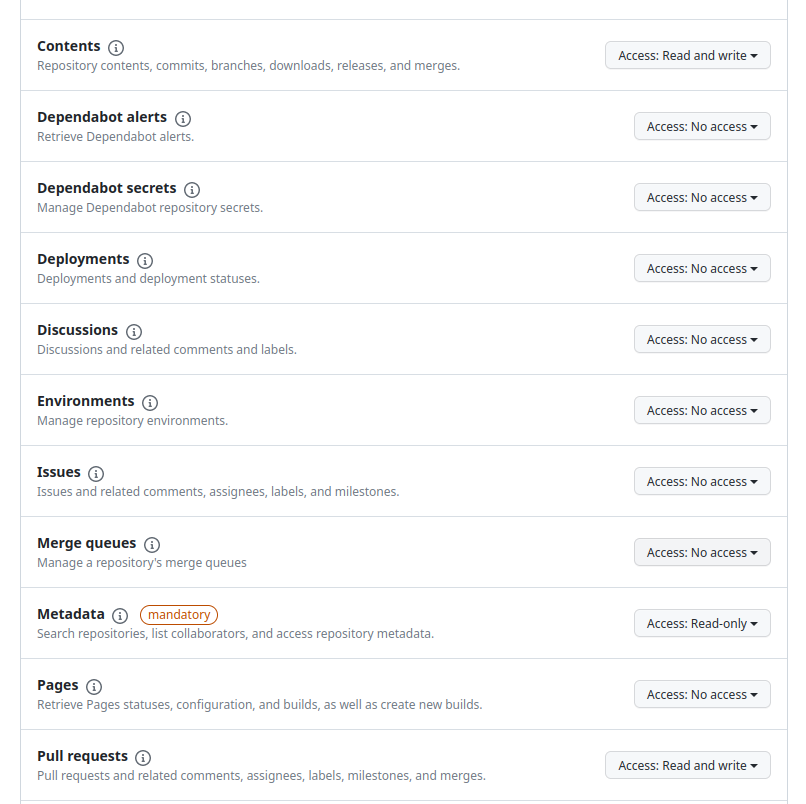 Contents
Access: Read and write
Repository contents, commits, branches, downloads, releases, and merges.
Dependabot alerts
Access: No access
Retrieve Dependabot alerts.
Dependabot secrets
Access: No access
Manage Dependabot repository secrets.
Deployments
Access: No access
Deployments and deployment statuses.
Discussions
Access: No access
Discussions and related comments and labels.
Environments
Access: No access
Manage repository environments.
Issues
Access: No access
Issues and related comments, assignees, labels, and milestones.
Merge queues
Access: No access
Manage a repository's merge queues
Metadata mandatory
Access: Read-only
Search repositories, list collaborators, and access repository metadata.
Pages
Access: No access
Retrieve Pages statuses, configuration, and builds, as well as create new builds.
Pull requests
Access: Read and write
Pull requests and related comments, assignees, labels, milestones, and merges.